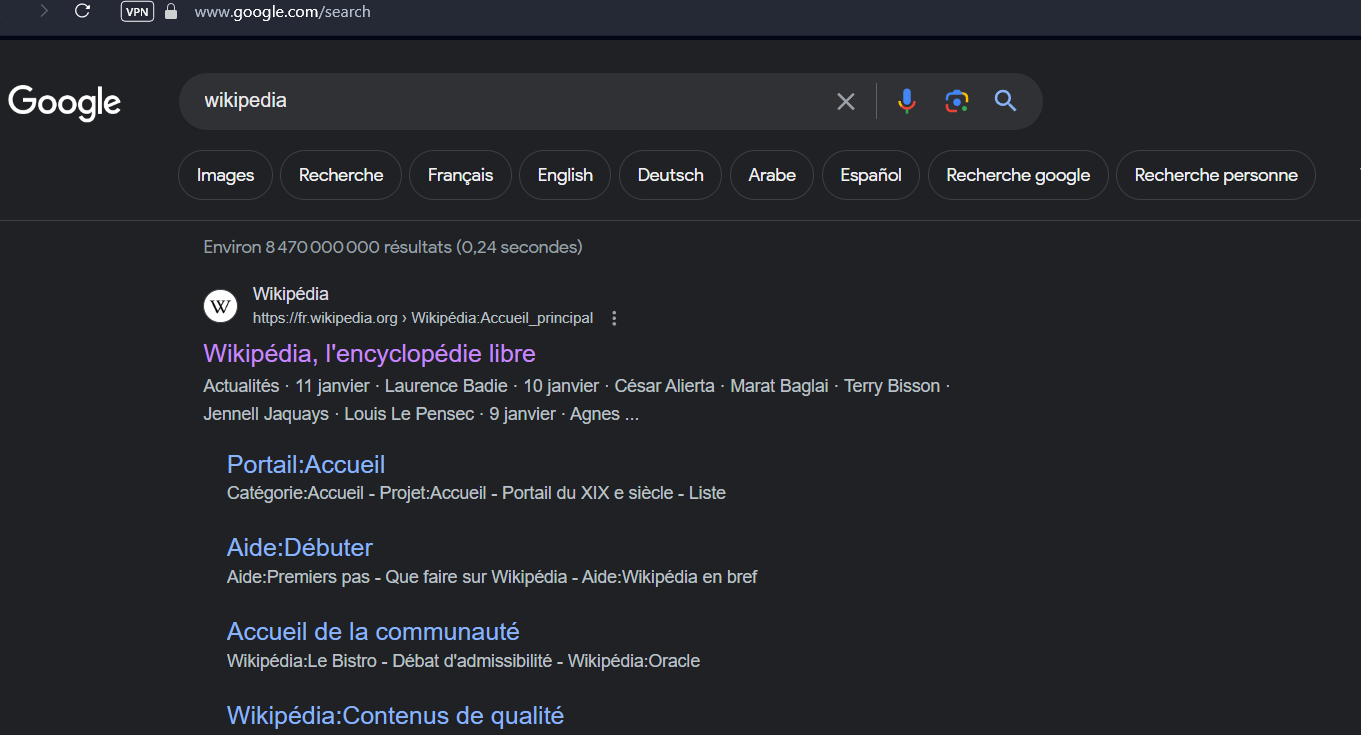 VPN www.google.com/search
Google wikipedia
Images Recherche Français English Deutsch Arabe Español Recherche google Recherche personne
Environ 8 470 000 000 résultats (0,24 secondes)
W Wikipédia
https://fr.wikipedia.org › Wikipédia:Accueil_principal
Wikipédia, l'encyclopédie libre
Actualités · 11 janvier · Laurence Badie · 10 janvier · César Alierta · Marat Baglai · Terry Bisson ·
Jennell Jaquays · Louis Le Pensec · 9 janvier · Agnes ...
Portail:Accueil
Catégorie:Accueil - Projet:Accueil - Portail du XIX e siècle - Liste
Aide:Débuter
Aide:Premiers pas - Que faire sur Wikipédia - Aide:Wikipédia en bref
Accueil de la communauté
Wikipédia:Le Bistro - Débat d'admissibilité - Wikipédia:Oracle
Wikipédia:Contenus de qualité